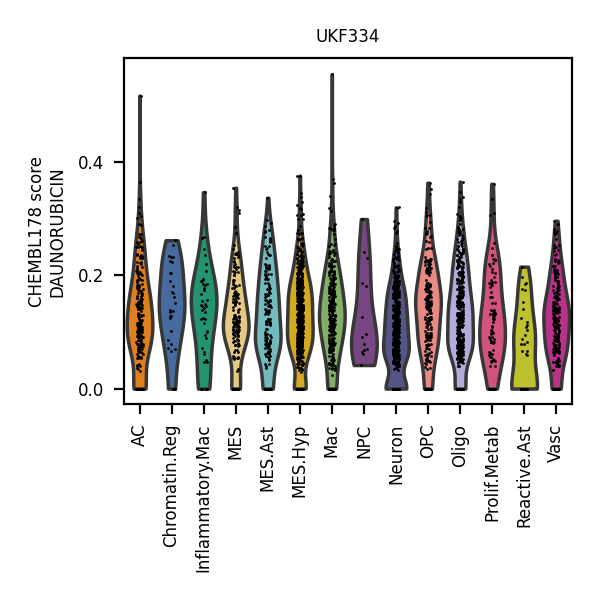 UKF334
CHEMBL178 score
DAUNORUBICIN
0.4
0.2
0.0
AC
Chromatin.Reg
Inflammatory.Mac
MES
MES.Ast
MES.Hyp
Mac
NPC
Neuron
OPC
Oligo
Prolif.Metab
Reactive.Ast
Vasc